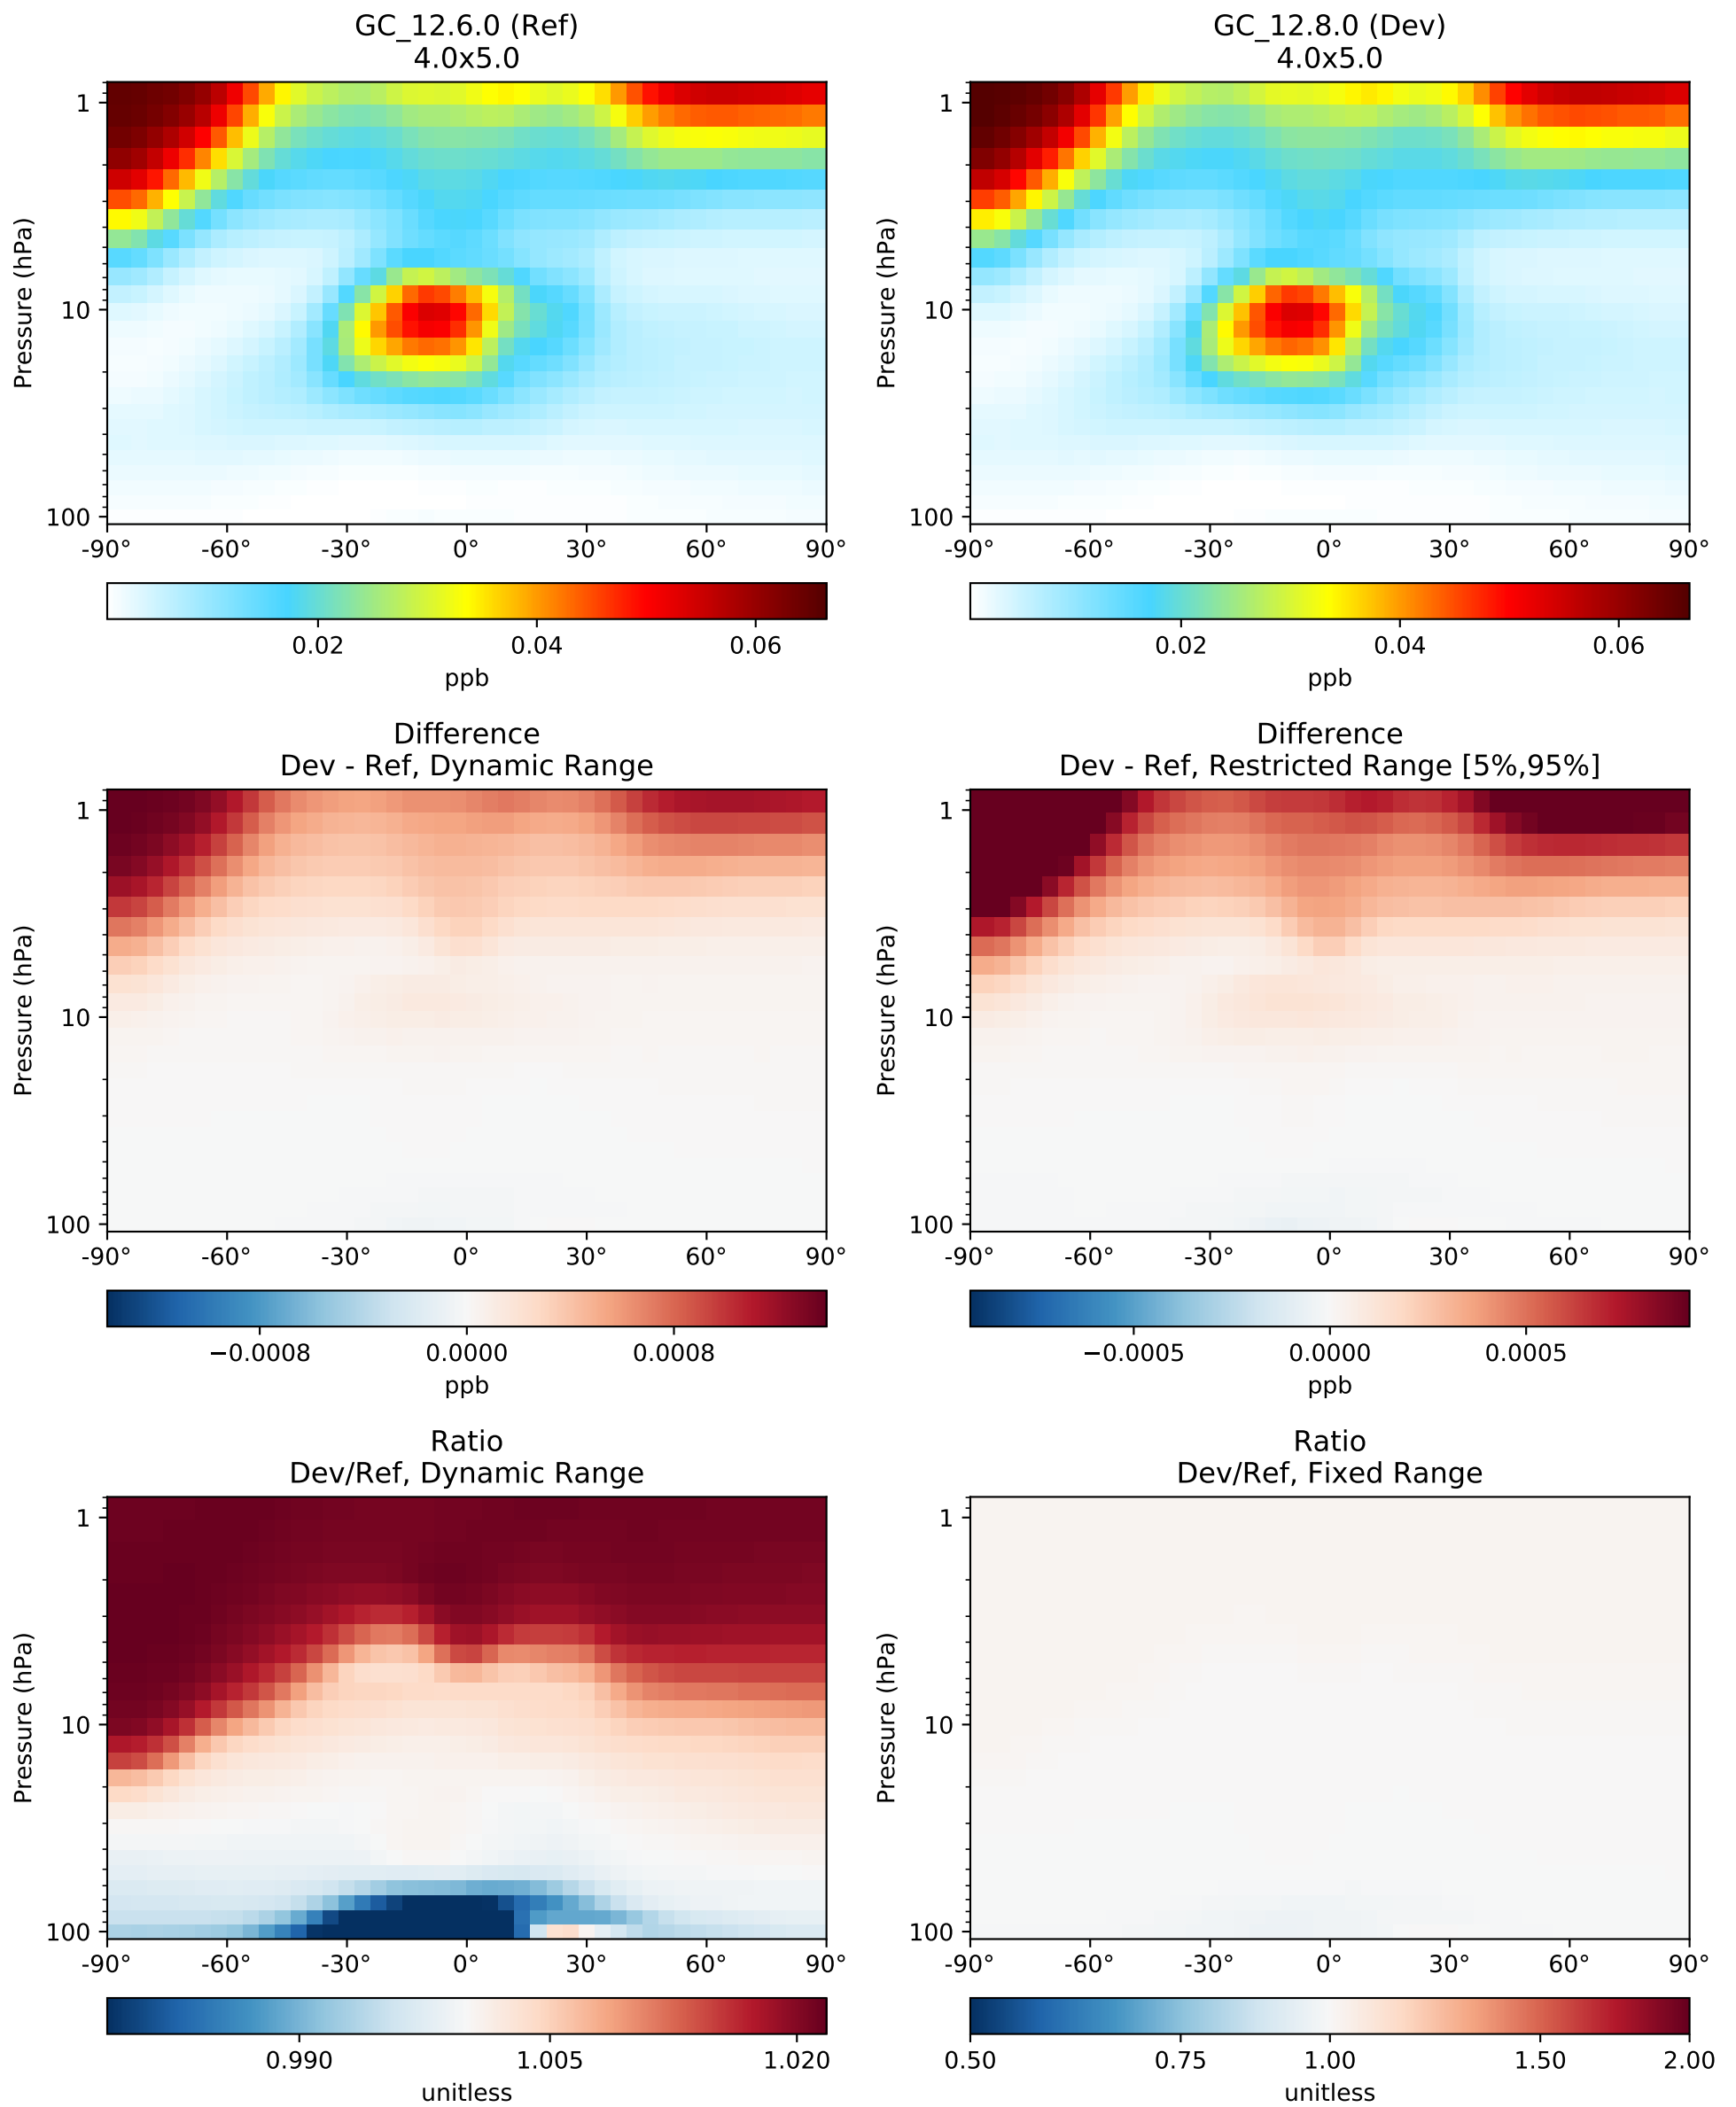 GC_12.6.0 (Ref)
4.0x5.0
Pressure (hPa)
1
10
100
-90° -60° -30° 0° 30° 60° 90°
0.02 0.04 0.06
ppb
GC_12.8.0 (Dev)
4.0x5.0
Pressure (hPa)
1
10
100
-90° -60° -30° 0° 30° 60° 90°
0.02 0.04 0.06
ppb
Difference
Dev - Ref, Dynamic Range
Pressure (hPa)
1
10
100
-90° -60° -30° 0° 30° 60° 90°
−0.0008 0.0000 0.0008
ppb
Difference
Dev - Ref, Restricted Range [5%,95%]
Pressure (hPa)
1
10
100
-90° -60° -30° 0° 30° 60° 90°
−0.0005 0.0000 0.0005
ppb
Ratio
Dev/Ref, Dynamic Range
Pressure (hPa)
1
10
100
-90° -60° -30° 0° 30° 60° 90°
0.990 1.005 1.020
unitless
Ratio
Dev/Ref, Fixed Range
Pressure (hPa)
1
10
100
-90° -60° -30° 0° 30° 60° 90°
0.50 0.75 1.00 1.50 2.00
unitless